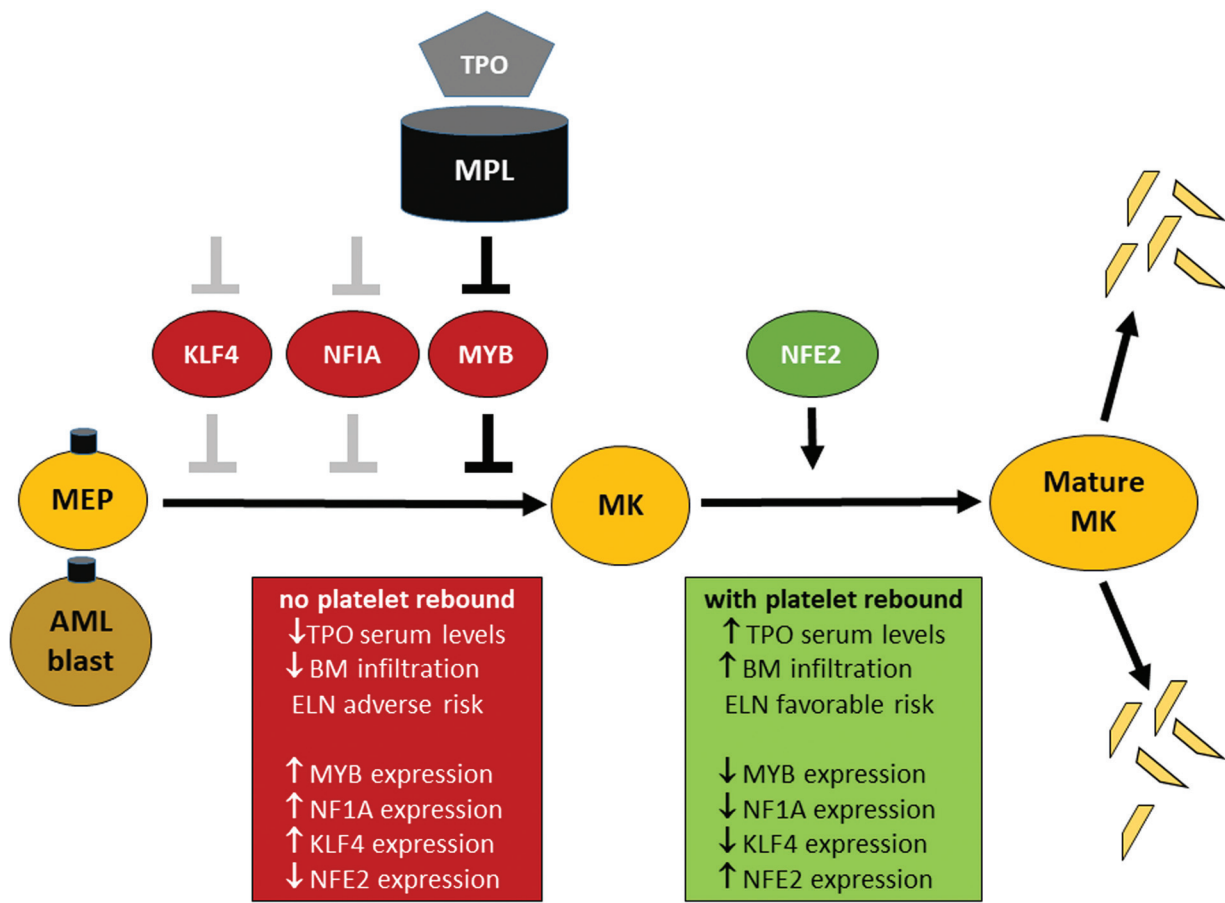 TPO
MPL
KLF4
NFIA
MYB
NFE2
MEP
MK
Mature
MK
AML
blast
no platelet rebound
↓TPO serum levels
↓ BM infiltration
ELN adverse risk
↑ MYB expression
↑ NF1A expression
↑ KLF4 expression
↓ NFE2 expression
with platelet rebound
↑ TPO serum levels
↑ BM infiltration
ELN favorable risk
↓ MYB expression
↓ NF1A expression
↓ KLF4 expression
↑ NFE2 expression